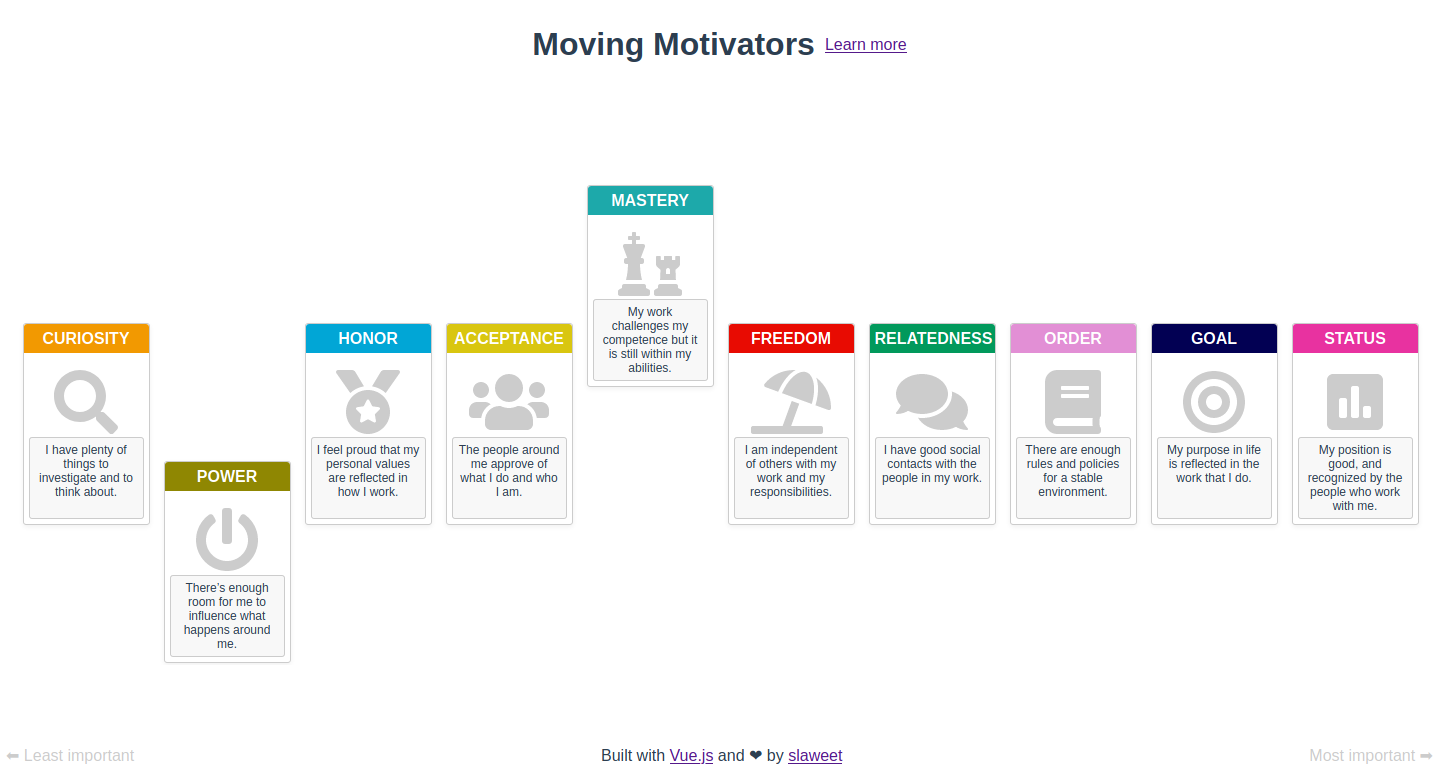 Moving Motivators Learn more
CURIOSITY
I have plenty of
things to
investigate and to
think about.
POWER
There's enough
room for me to
influence what
happens around
me.
HONOR
I feel proud that my
personal values
are reflected in
how I work.
ACCEPTANCE
The people around
me approve of
what I do and who
I am.
MASTERY
My work
challenges my
competence but it
is still within my
abilities.
FREEDOM
I am independent
of others with my
work and my
responsibilities.
RELATEDNESS
I have good social
contacts with the
people in my work.
ORDER
There are enough
rules and policies
for a stable
environment.
GOAL
My purpose in life
is reflected in the
work that I do.
STATUS
My position is
good, and
recognized by the
people who work
with me.
⬅ Least important
Built with Vue.js and ❤ by slaweet
Most important ➡